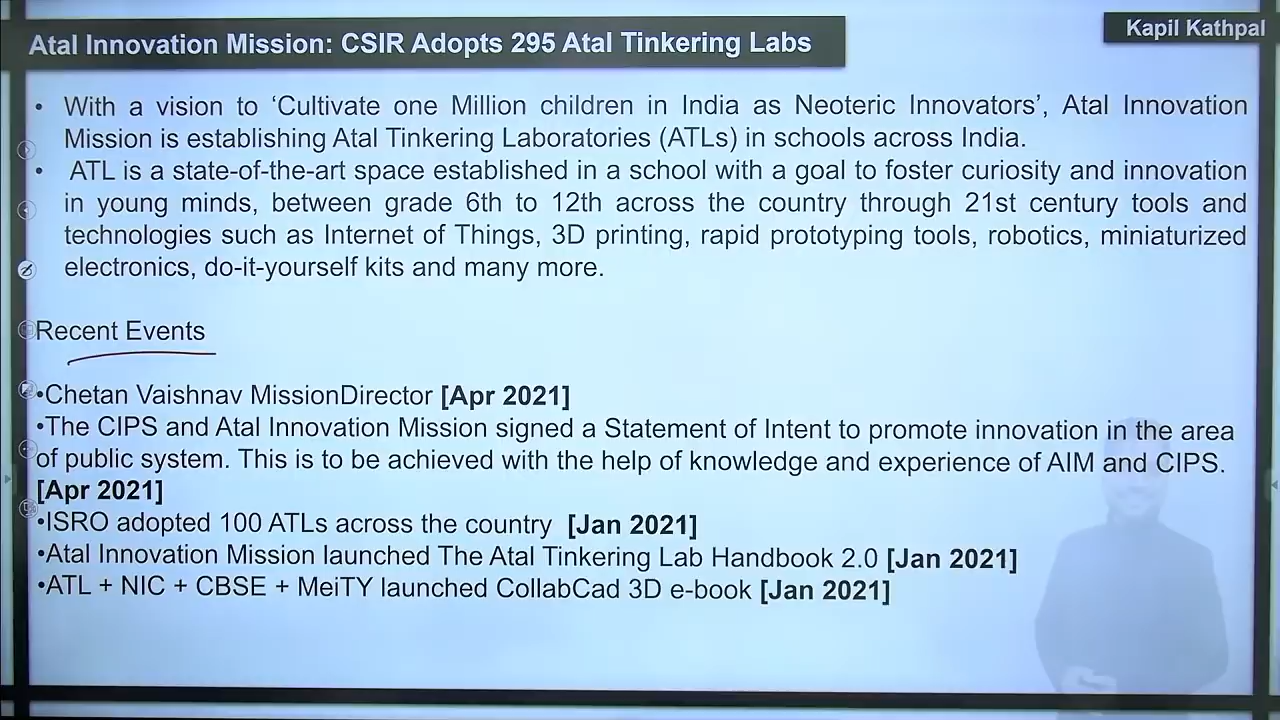 Atal Innovation Mission: CSIR Adopts 295 Atal Tinkering Labs
Kapil Kathpal
• With a vision to ‘Cultivate one Million children in India as Neoteric Innovators’, Atal Innovation
Mission is establishing Atal Tinkering Laboratories (ATLs) in schools across India.
• ATL is a state-of-the-art space established in a school with a goal to foster curiosity and innovation
in young minds, between grade 6th to 12th across the country through 21st century tools and
technologies such as Internet of Things, 3D printing, rapid prototyping tools, robotics, miniaturized
electronics, do-it-yourself kits and many more.
Recent Events
•Chetan Vaishnav MissionDirector [Apr 2021]
•The CIPS and Atal Innovation Mission signed a Statement of Intent to promote innovation in the area
of public system. This is to be achieved with the help of knowledge and experience of AIM and CIPS.
[Apr 2021]
•ISRO adopted 100 ATLs across the country [Jan 2021]
•Atal Innovation Mission launched The Atal Tinkering Lab Handbook 2.0 [Jan 2021]
•ATL + NIC + CBSE + MeiTY launched CollabCad 3D e-book [Jan 2021]